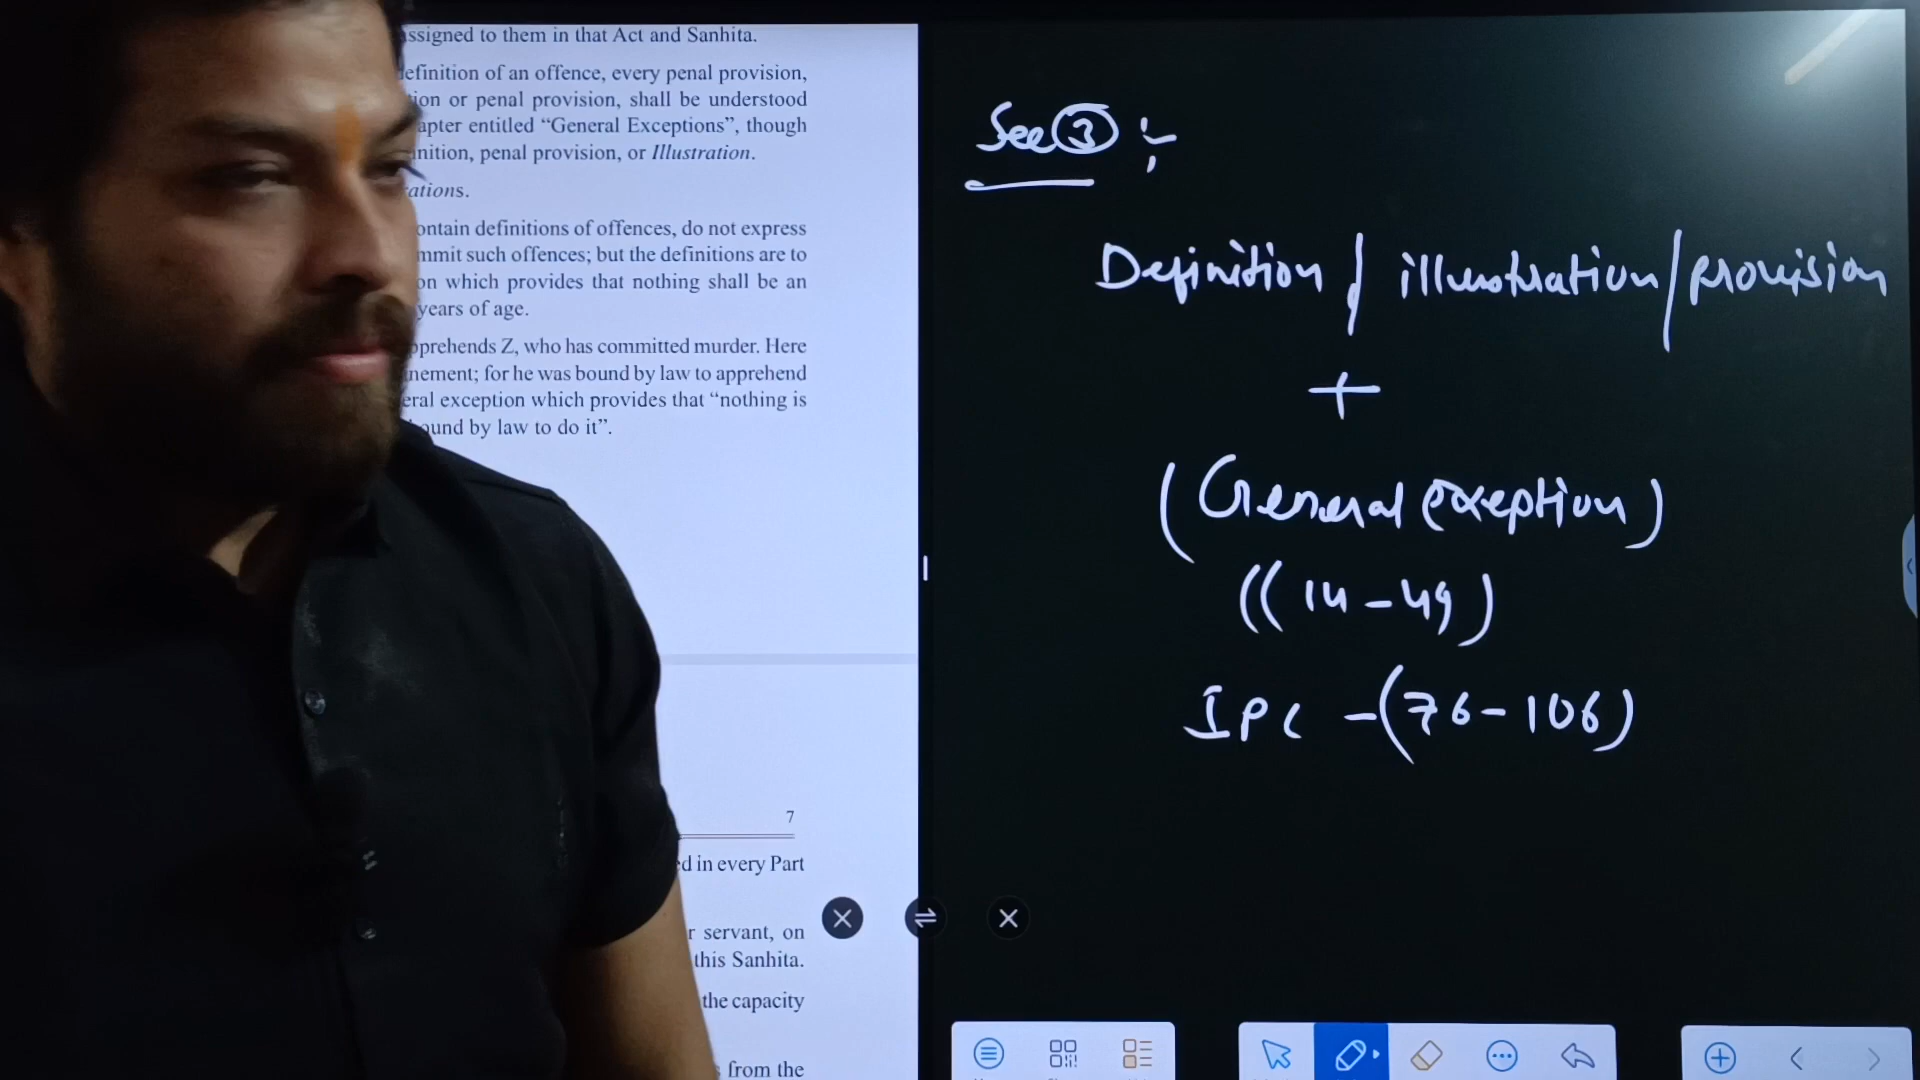 ssigned to them in that Act and Sanhita.
efinition of an offence, every penal provision,
ion or penal provision, shall be understood
apter entitled “General Exceptions”, though
inition, penal provision, or Illustration.
ations.
ontain definitions of offences, do not express
mmit such offences; but the definitions are to
on which provides that nothing shall be an
years of age.
pprehends Z, who has committed murder. Here
nement; for he was bound by law to apprehend
eral exception which provides that “nothing is
ound by law to do it”.
7
d in every Part
r servant, on
this Sanhita.
the capacity
from the
Sec 3 :-
Definition / illustration / provision
+
(General exception)
((14-49)
IPC -(76-106)